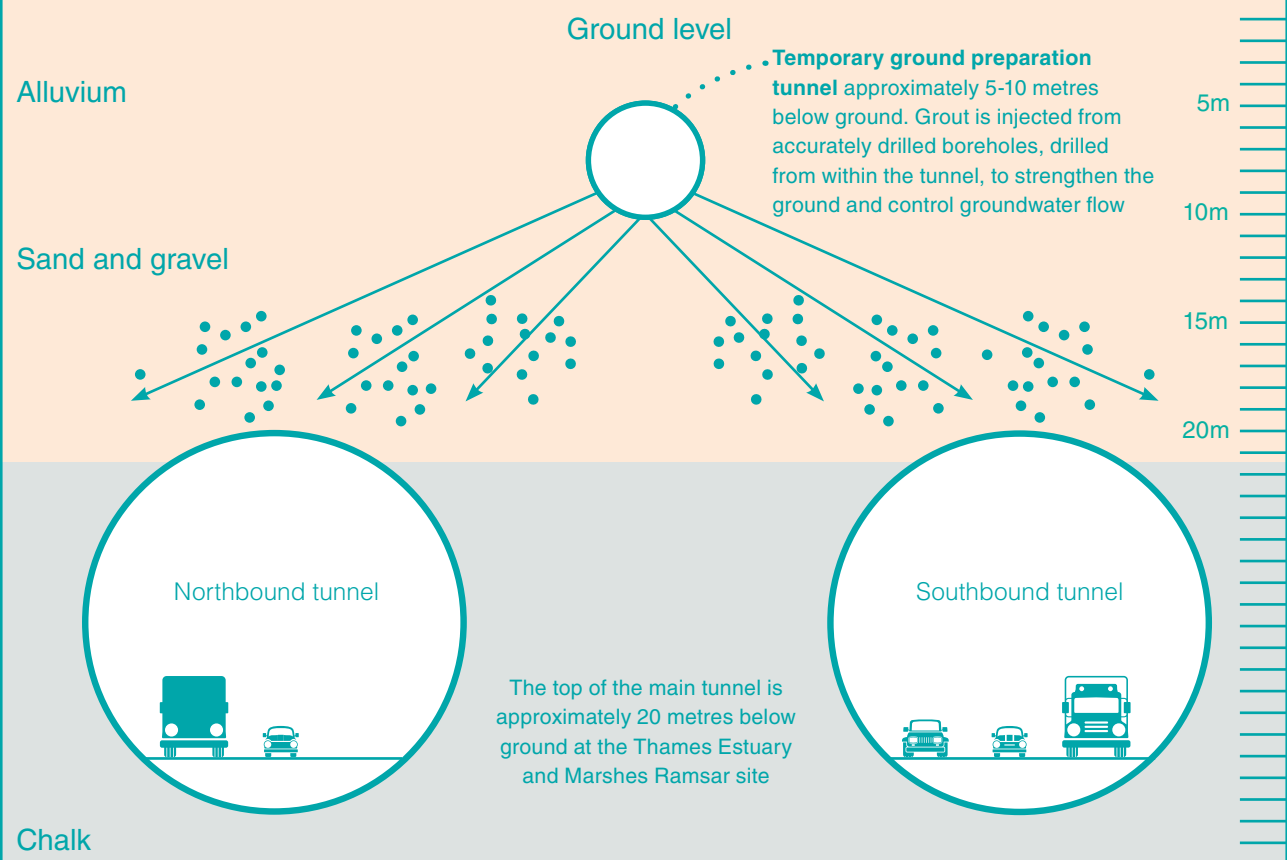 Ground level
Alluvium
Temporary ground preparation
tunnel approximately 5-10 metres
below ground. Grout is injected from
accurately drilled boreholes, drilled
from within the tunnel, to strengthen the
ground and control groundwater flow
5m
10m
Sand and gravel
15m
20m
Northbound tunnel
Southbound tunnel
The top of the main tunnel is
approximately 20 metres below
ground at the Thames Estuary
and Marshes Ramsar site
Chalk